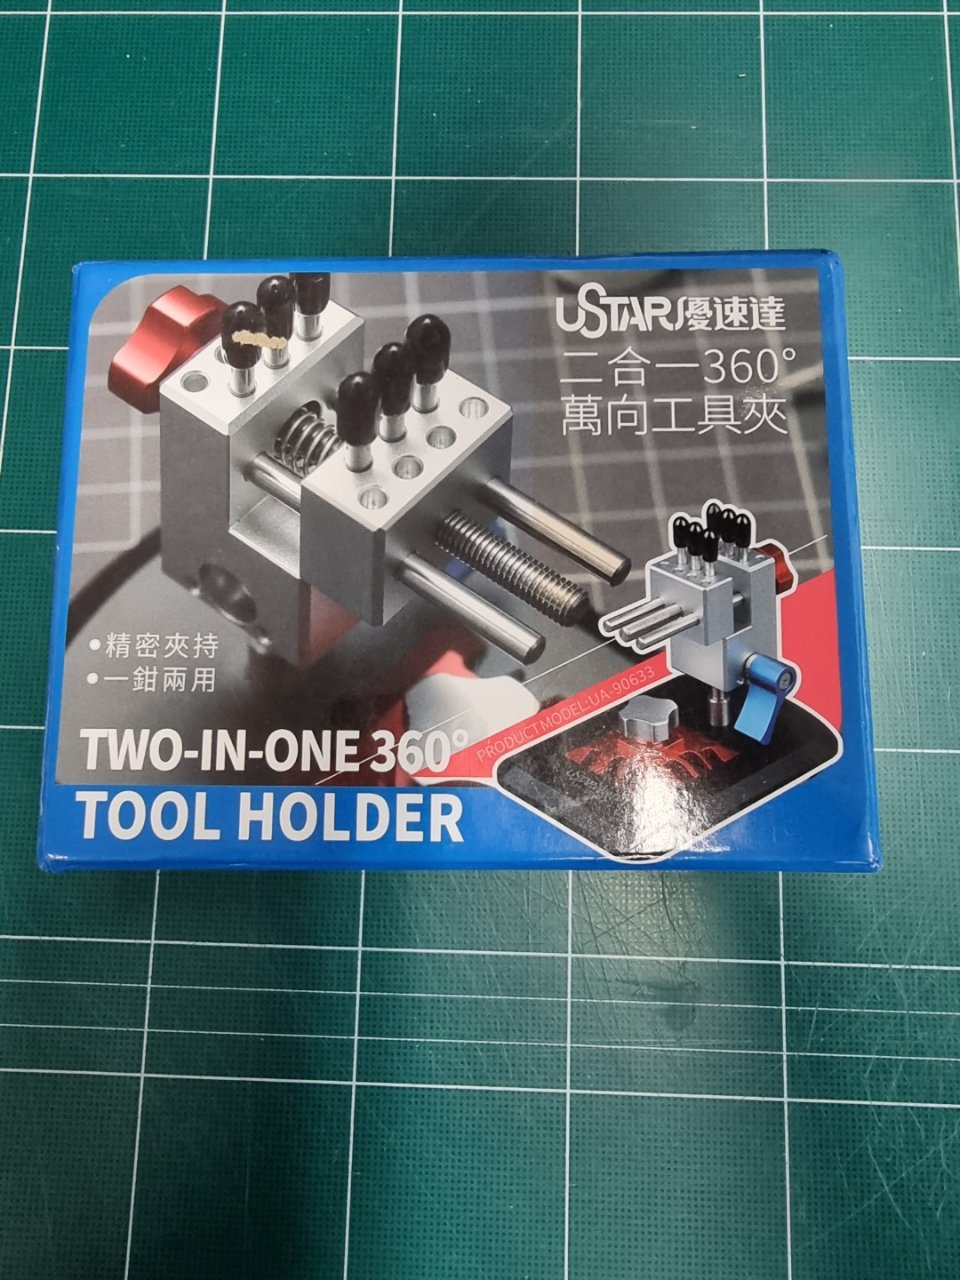 USTAR優速達
二合一360°
萬向工具夾
•精密夾持
•一鉗兩用
PRODUCT MODEL:UA-90633
TWO-IN-ONE 360°
TOOL HOLDER